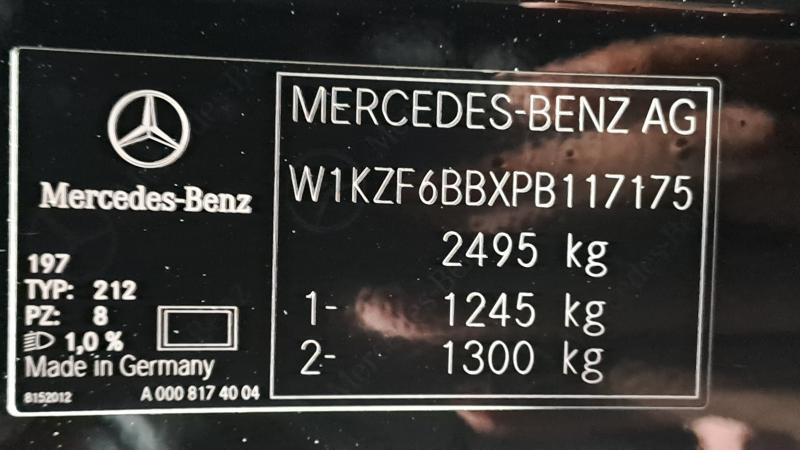 Mercedes-Benz
197
TYP: 212
PZ: 8
1,0 %
Made in Germany
8152012 A 000 817 40 04
MERCEDES-BENZ AG
W1KZF6BBXPB117175
2495 kg
1- 1245 kg
2- 1300 kg